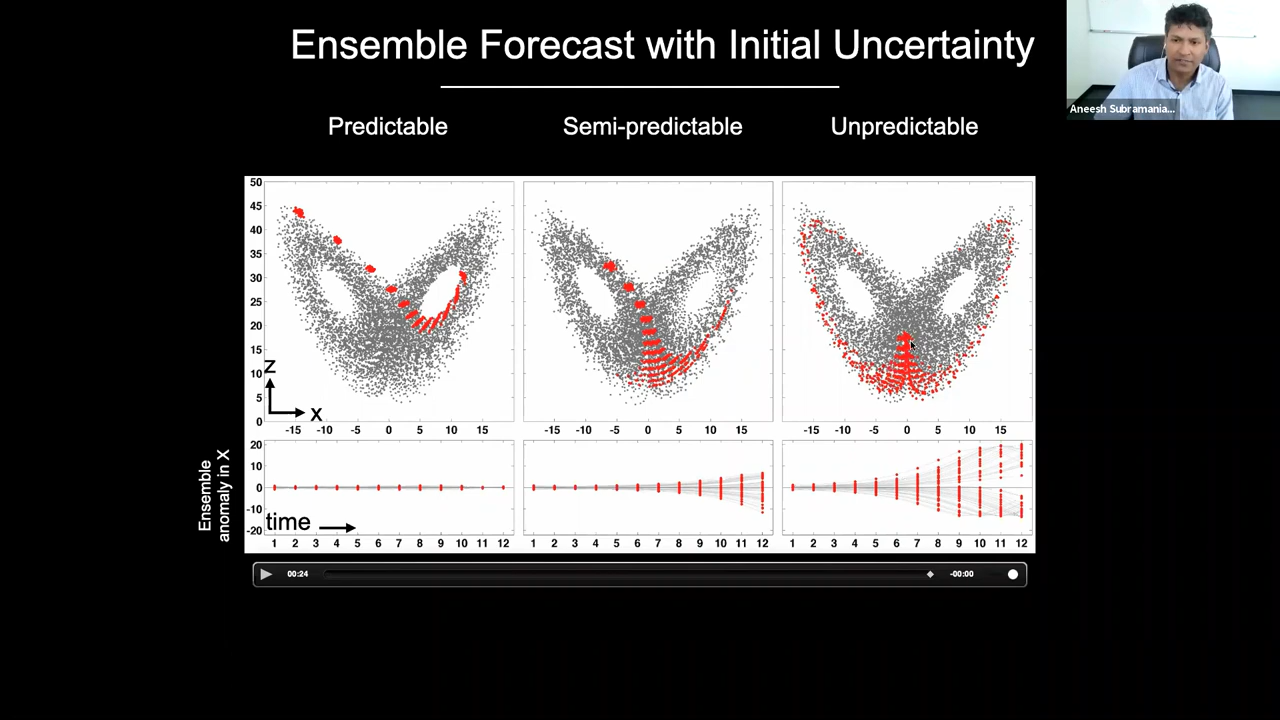 Ensemble Forecast with Initial Uncertainty
Aneesh Subramania...
Predictable
Semi-predictable
Unpredictable
50
45
40
35
30
25
20
15
10
5
0
Z
X
-15 -10 -5 0 5 10 15
-15 -10 -5 0 5 10 15
-15 -10 -5 0 5 10 15
Ensemble
anomaly in X
20
10
0
-10
-20
time
1 2 3 4 5 6 7 8 9 10 11 12
1 2 3 4 5 6 7 8 9 10 11 12
1 2 3 4 5 6 7 8 9 10 11 12
00:24
-00:00